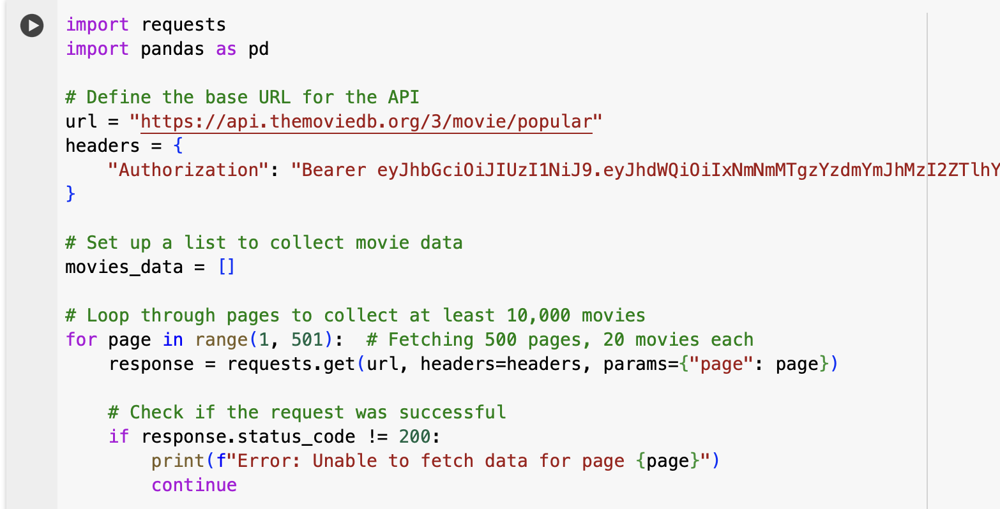 import requests
import pandas as pd
# Define the base URL for the API
url = "https://api.themoviedb.org/3/movie/popular"
headers = {
    "Authorization": "Bearer eyJhbGciOiJIUzI1NiJ9.eyJhdWQiOiIxNmNmMTgzYzdmYmJhMzI2ZTlhY
}
# Set up a list to collect movie data
movies_data = []
# Loop through pages to collect at least 10,000 movies
for page in range(1, 501):  # Fetching 500 pages, 20 movies each
    response = requests.get(url, headers=headers, params={"page": page})
    # Check if the request was successful
    if response.status_code != 200:
        print(f"Error: Unable to fetch data for page {page}")
        continue